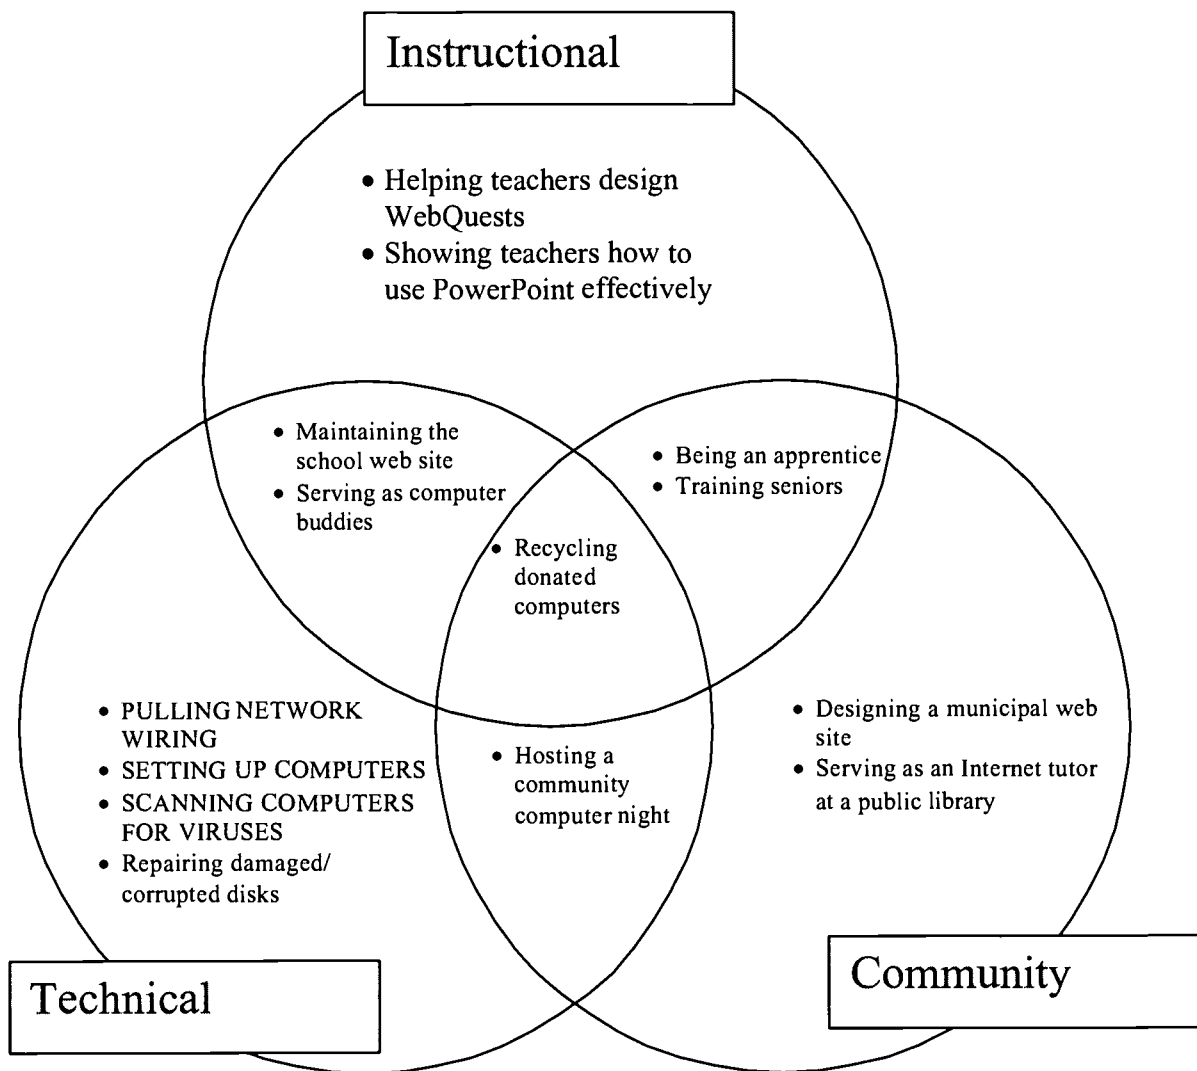 Instructional
• Helping teachers design
WebQuests
• Showing teachers how to
use PowerPoint effectively
• Maintaining the
school web site
• Serving as computer
buddies
• Being an apprentice
• Training seniors
• Recycling
donated
computers
• PULLING NETWORK
WIRING
• SETTING UP COMPUTERS
• SCANNING COMPUTERS
FOR VIRUSES
• Repairing damaged/
corrupted disks
• Hosting a
community
computer night
• Designing a municipal web
site
• Serving as an Internet tutor
at a public library
Technical
Community